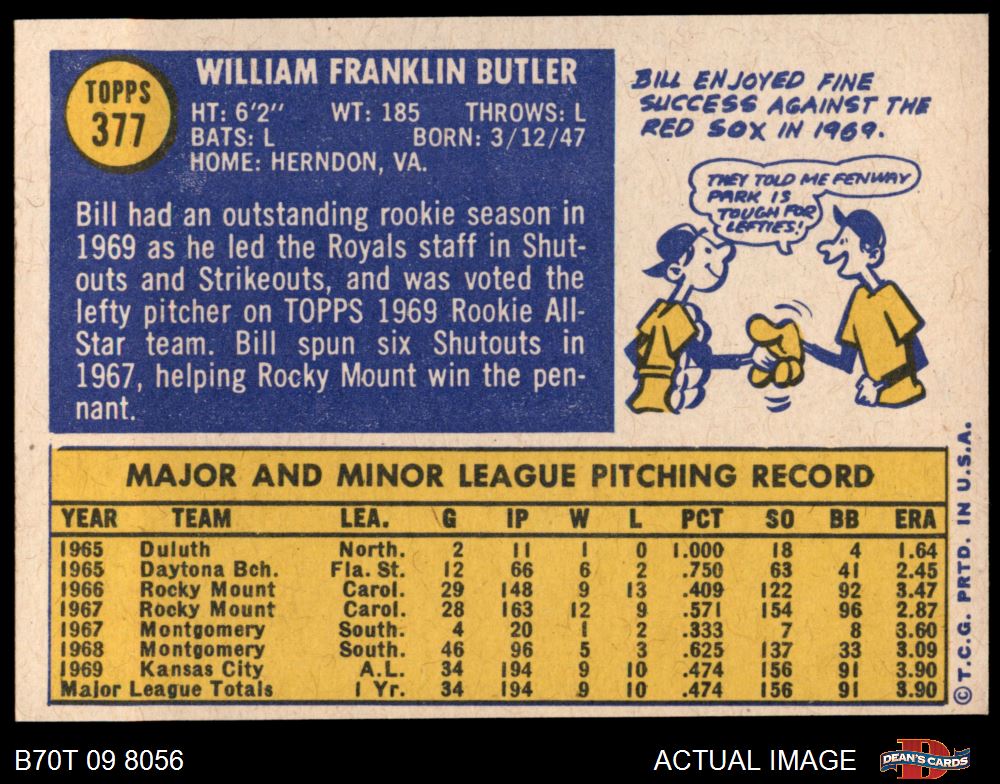 TOPPS
377
WILLIAM FRANKLIN BUTLER
HT: 6'2" WT: 185 THROWS: L
BATS: L BORN: 3/12/47
HOME: HERNDON, VA.
Bill had an outstanding rookie season in
1969 as he led the Royals staff in Shut-
outs and Strikeouts, and was voted the
lefty pitcher on TOPPS 1969 Rookie All-
Star team. Bill spun six Shutouts in
1967, helping Rocky Mount win the pen-
nant.
BILL ENJOYED FINE
SUCCESS AGAINST THE
RED SOX IN 1969.
THEY TOLD ME FENWAY
PARK IS
TOUGH FOR
LEFTIES!
MAJOR AND MINOR LEAGUE PITCHING RECORD
YEAR TEAM LEA. G IP W L PCT SO BB ERA
1965 Duluth North. 2 11 1 0 1.000 18 4 1.64
1965 Daytona Bch. Fla. St. 12 66 6 2 .750 63 41 2.45
1966 Rocky Mount Carol. 29 148 9 13 .409 122 92 3.47
1967 Rocky Mount Carol. 28 163 12 9 .571 154 96 2.87
1967 Montgomery South. 4 20 1 2 .333 7 8 3.60
1968 Montgomery South. 46 96 5 3 .625 137 33 3.09
1969 Kansas City A.L. 34 194 9 10 .474 156 91 3.90
Major League Totals 1 Yr. 34 194 9 10 .474 156 91 3.90
© T.C.G. PRTD. IN U.S.A.
B70T 09 8056
ACTUAL IMAGE
DEAN'S CARDS